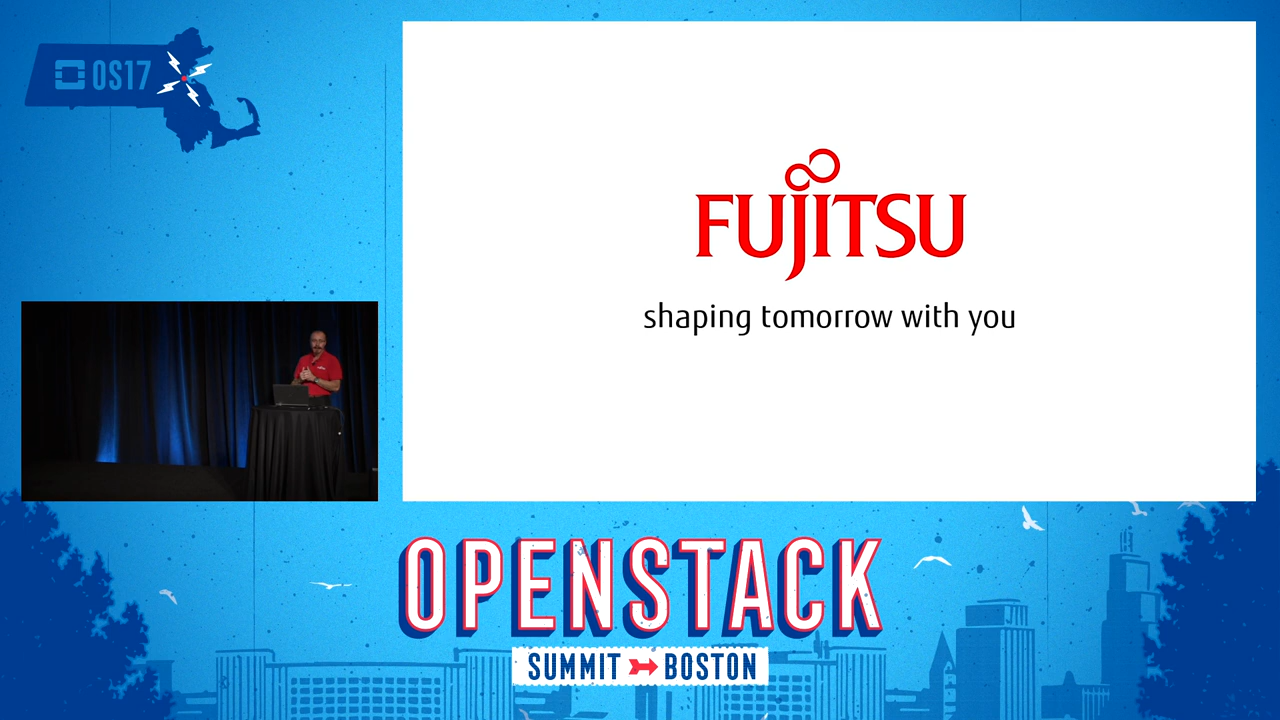 OS17
FUJITSU
shaping tomorrow with you
OPENSTACK
SUMMIT BOSTON